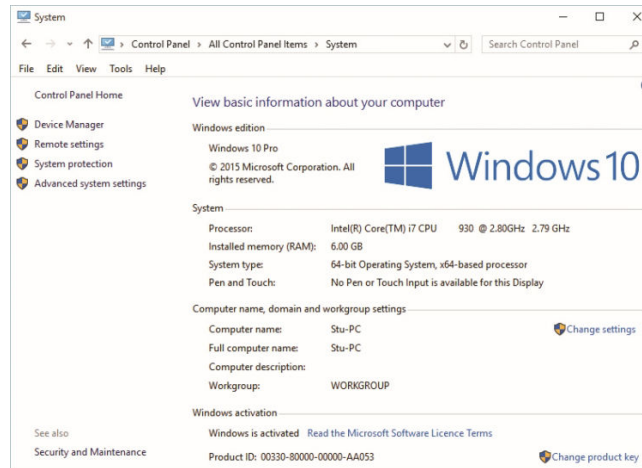 System
Control Panel > All Control Panel Items > System
Search Control Panel
File Edit View Tools Help
Control Panel Home
Device Manager
Remote settings
System protection
Advanced system settings
See also
Security and Maintenance
View basic information about your computer
Windows edition
Windows 10 Pro
© 2015 Microsoft Corporation. All
rights reserved.
Windows 10
System
Processor: Intel(R) Core(TM) i7 CPU 930 @ 2.80GHz 2.79 GHz
Installed memory (RAM): 6.00 GB
System type: 64-bit Operating System, x64-based processor
Pen and Touch: No Pen or Touch Input is available for this Display
Computer name, domain and workgroup settings
Computer name: Stu-PC Change settings
Full computer name: Stu-PC
Computer description:
Workgroup: WORKGROUP
Windows activation
Windows is activated Read the Microsoft Software Licence Terms
Product ID: 00330-80000-00000-AA053 Change product key